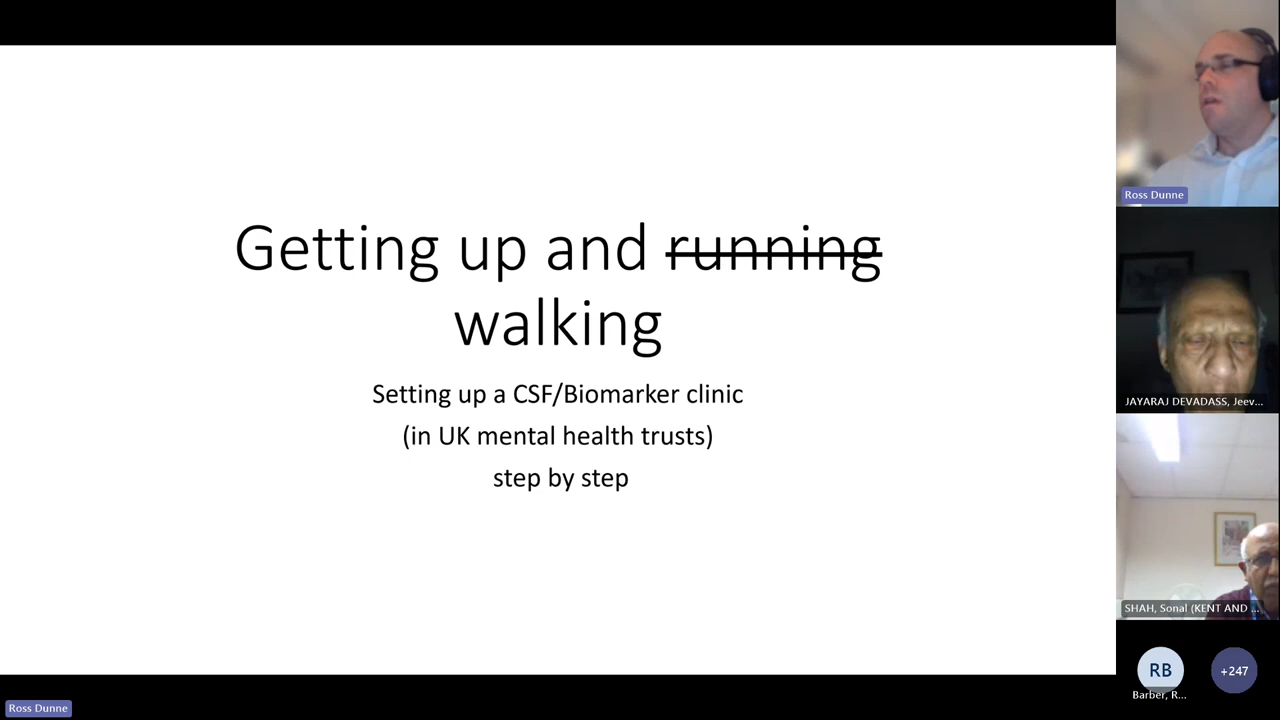 Getting up and running
walking
Setting up a CSF/Biomarker clinic
(in UK mental health trusts)
step by step
Ross Dunne
JAYARAJ DEVADASS, Jeev...
SHAH, Sonal (KENT AND ...
RB
+247
Barber, R...
Ross Dunne